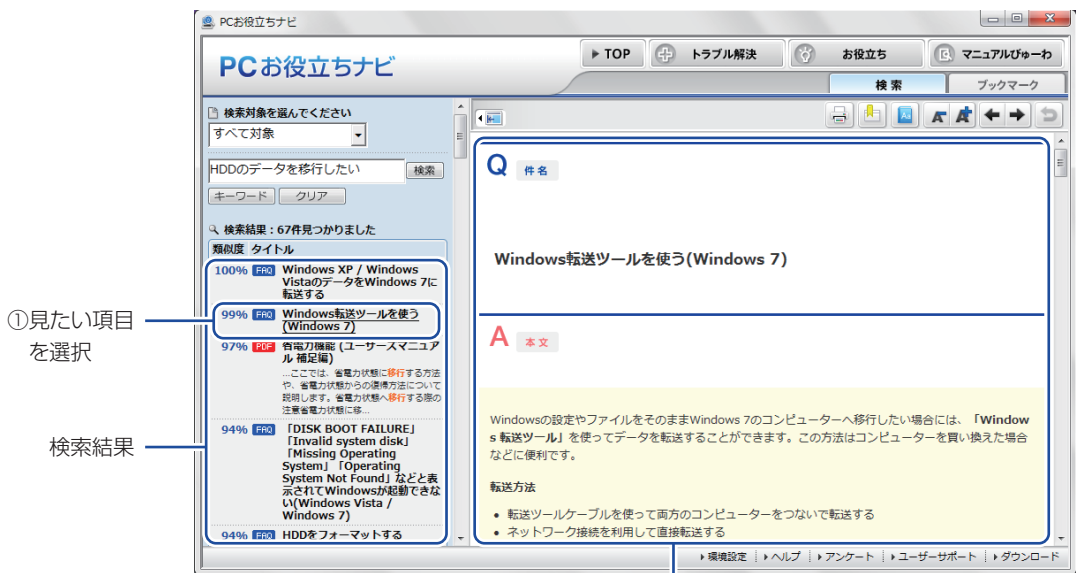 PCお役立ちナビ
PCお役立ちナビ
TOP
トラブル解決
お役立ち
マニュアルびゅーわ
検索
ブックマーク
検索対象を選んでください
すべて対象
HDDのデータを移行したい
検索
キーワード
クリア
検索結果:67件見つかりました
類似度 タイトル
100% FAQ Windows XP / Windows
VistaのデータをWindows 7に
転送する
99% FAQ Windows転送ツールを使う
(Windows 7)
97% PDF 省電力機能 (ユーザーズマニュア
ル 補足編)
...ここでは、省電力状態に移行する方法
や、省電力状態からの復帰方法について
説明します。省電力状態へ移行する際の
注意省電力状態に移...
94% FAQ 「DISK BOOT FAILURE」
「Invalid system disk」
「Missing Operating
System」「Operating
System Not Found」などと表
示されてWindowsが起動できな
い(Windows Vista /
Windows 7)
94% FAQ HDDをフォーマットする
①見たい項目
を選択
検索結果
Q 件名
Windows転送ツールを使う(Windows 7)
A 本文
Windowsの設定やファイルをそのままWindows 7のコンピューターへ移行したい場合には、「Window
s 転送ツール」を使ってデータを転送することができます。この方法はコンピューターを買い換えた場合
などに便利です。
転送方法
• 転送ツールケーブルを使って両方のコンピューターをつないで転送する
• ネットワーク接続を利用して直接転送する
環境設定
ヘルプ
アンケート
ユーザーサポート
ダウンロード